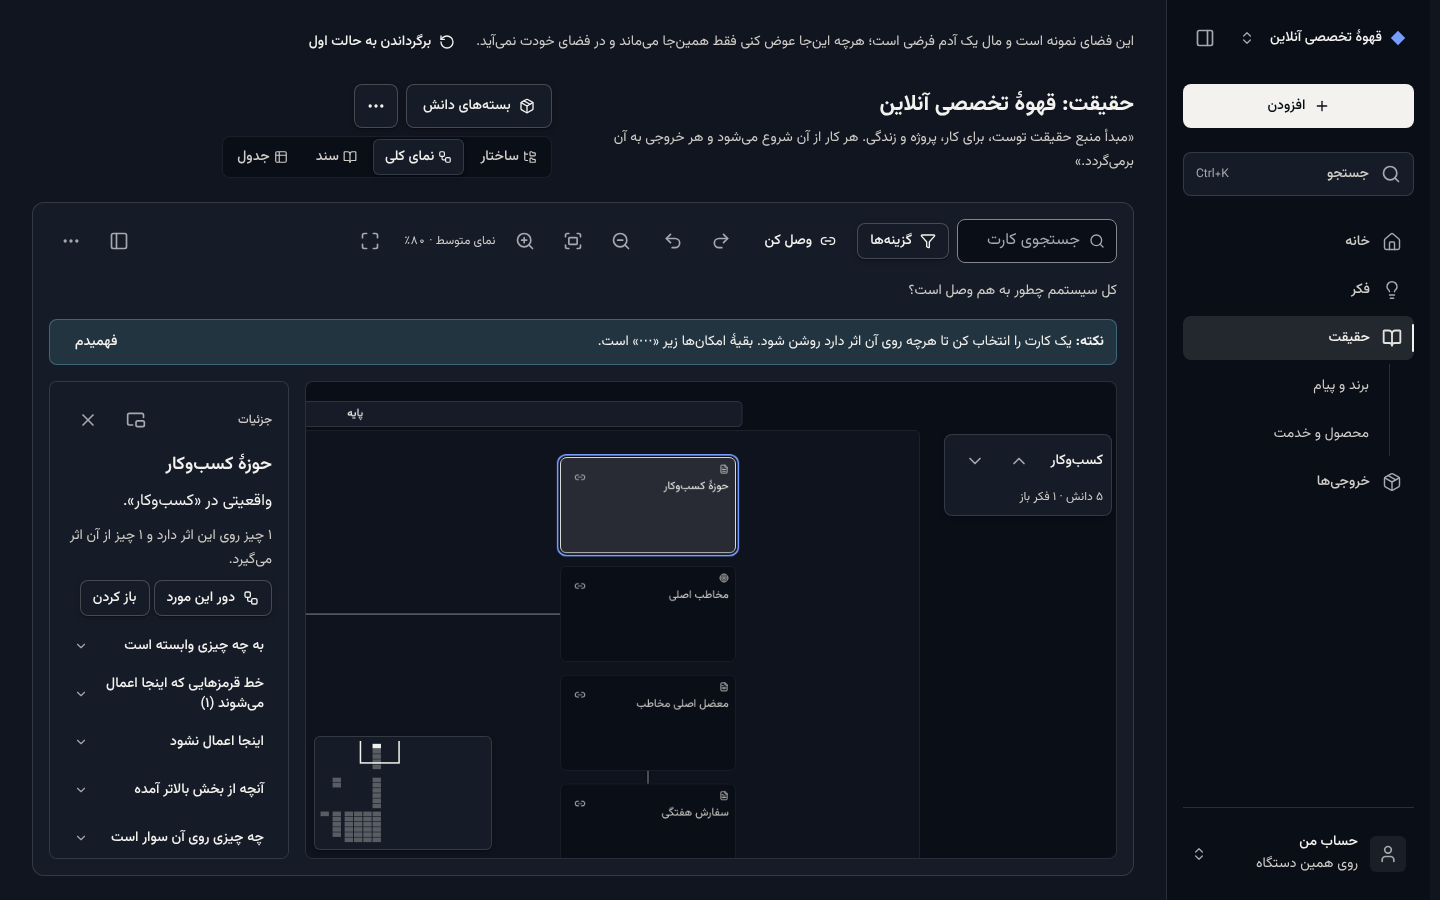 قهوهٔ تخصصی آنلاین
افزودن
جستجو
Ctrl+K
خانه
فکر
حقیقت
برند و پیام
محصول و خدمت
خروجی‌ها
حساب من
روی همین دستگاه
این فضای نمونه است و مال یک آدم فرضی است؛ هرچه این‌جا عوض کنی فقط همین‌جا می‌ماند و در فضای خودت نمی‌آید.
برگرداندن به حالت اول
حقیقت: قهوهٔ تخصصی آنلاین
«مبدأ منبع حقیقت توست، برای کار، پروژه و زندگی. هر کار از آن شروع می‌شود و هر خروجی به آن
برمی‌گردد.»
بسته‌های دانش
ساختار
نمای کلی
سند
جدول
جستجوی کارت
گزینه‌ها
وصل کن
نمای متوسط · ۸۰٪
کل سیستمم چطور به هم وصل است؟
نکته: یک کارت را انتخاب کن تا هرچه روی آن اثر دارد روشن شود. بقیهٔ امکان‌ها زیر «⋯» است.
فهمیدم
پایه
کسب‌وکار
۵ دانش · ۱ فکر باز
حوزهٔ کسب‌وکار
مخاطب اصلی
معضل اصلی مخاطب
سفارش هفتگی
جزئیات
حوزهٔ کسب‌وکار
واقعیتی در «کسب‌وکار».
۱ چیز روی این اثر دارد و ۱ چیز از آن اثر
می‌گیرد.
دور این مورد
باز کردن
به چه چیزی وابسته است
خط قرمزهایی که اینجا اعمال
می‌شوند (۱)
اینجا اعمال نشود
آنچه از بخش بالاتر آمده
چه چیزی روی آن سوار است